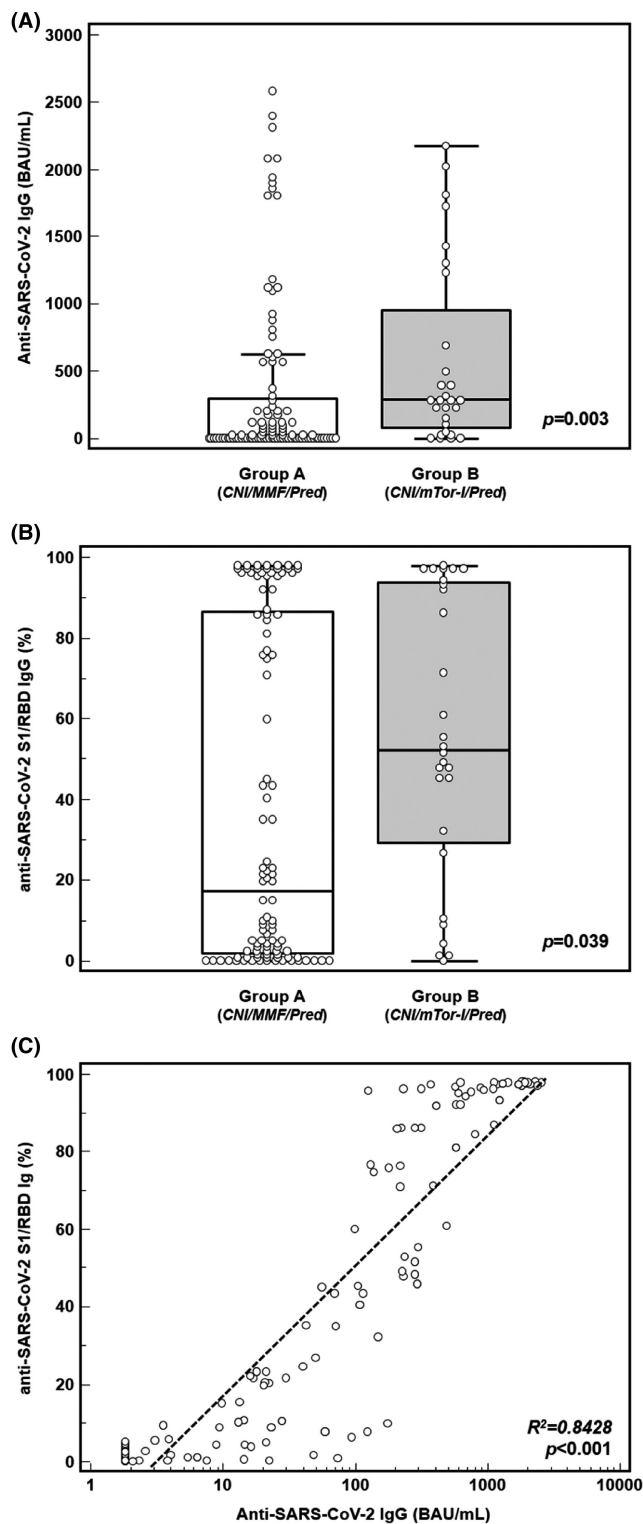 (A)
3000
2500
2000
1500
1000
500
0
Anti-SARS-CoV-2 IgG (BAU/mL)
p=0.003
Group A
(CNI/MMF/Pred)
Group B
(CNI/mTor-I/Pred)
(B)
100
80
60
40
20
0
anti-SARS-CoV-2 S1/RBD IgG (%)
p=0.039
Group A
(CNI/MMF/Pred)
Group B
(CNI/mTor-I/Pred)
(C)
100
80
60
40
20
0
anti-SARS-CoV-2 S1/RBD Ig (%)
R²=0.8428
p<0.001
1 10 100 1000 10000
Anti-SARS-CoV-2 IgG (BAU/mL)